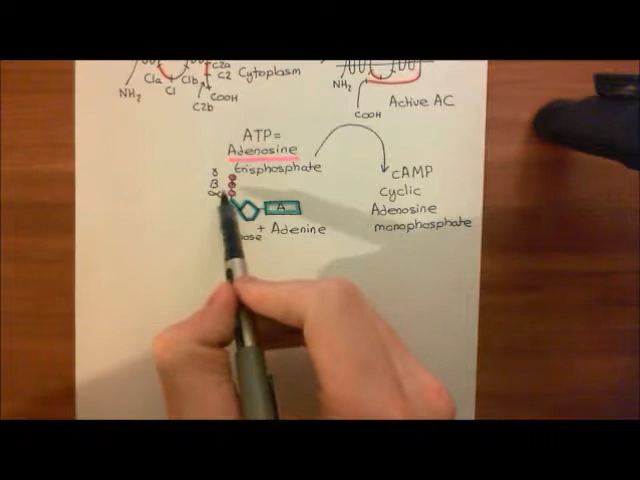 C2a
C1a
C1b
C2
Cytoplasm
NH2
C1
COOH
C2b
NH2
COOH
Active AC
ATP=
Adenosine
trisphosphate
γ
β
α
A
+ Adenine
cAMP
Cyclic
Adenosine
monophosphate